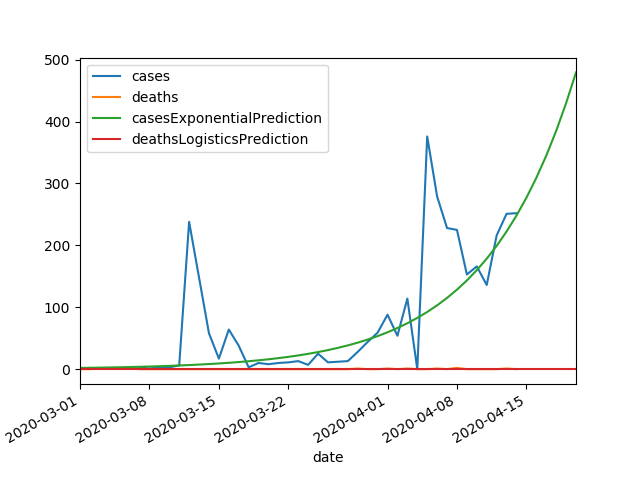 500
400
300
200
100
0
cases
deaths
casesExponentialPrediction
deathsLogisticsPrediction
2020-03-01
2020-03-08
2020-03-15
2020-03-22
2020-04-01
2020-04-08
2020-04-15
date